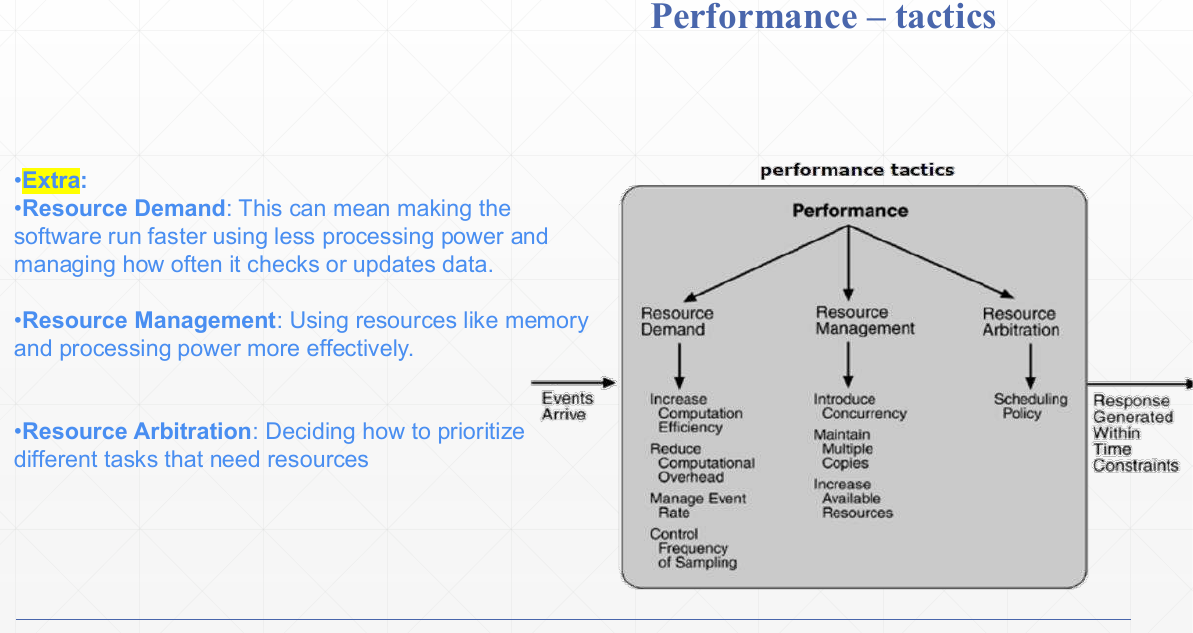 Performance – tactics
•Extra:
•Resource Demand: This can mean making the
software run faster using less processing power and
managing how often it checks or updates data.
•Resource Management: Using resources like memory
and processing power more effectively.
•Resource Arbitration: Deciding how to prioritize
different tasks that need resources
performance tactics
Performance
Events
Arrive
Resource
Demand
Increase
Computation
Efficiency
Reduce
Computational
Overhead
Manage Event
Rate
Control
Frequency
of Sampling
Resource
Management
Introduce
Concurrency
Maintain
Multiple
Copies
Increase
Available
Resources
Resource
Arbitration
Scheduling
Policy
Response
Generated
Within
Time
Constraints